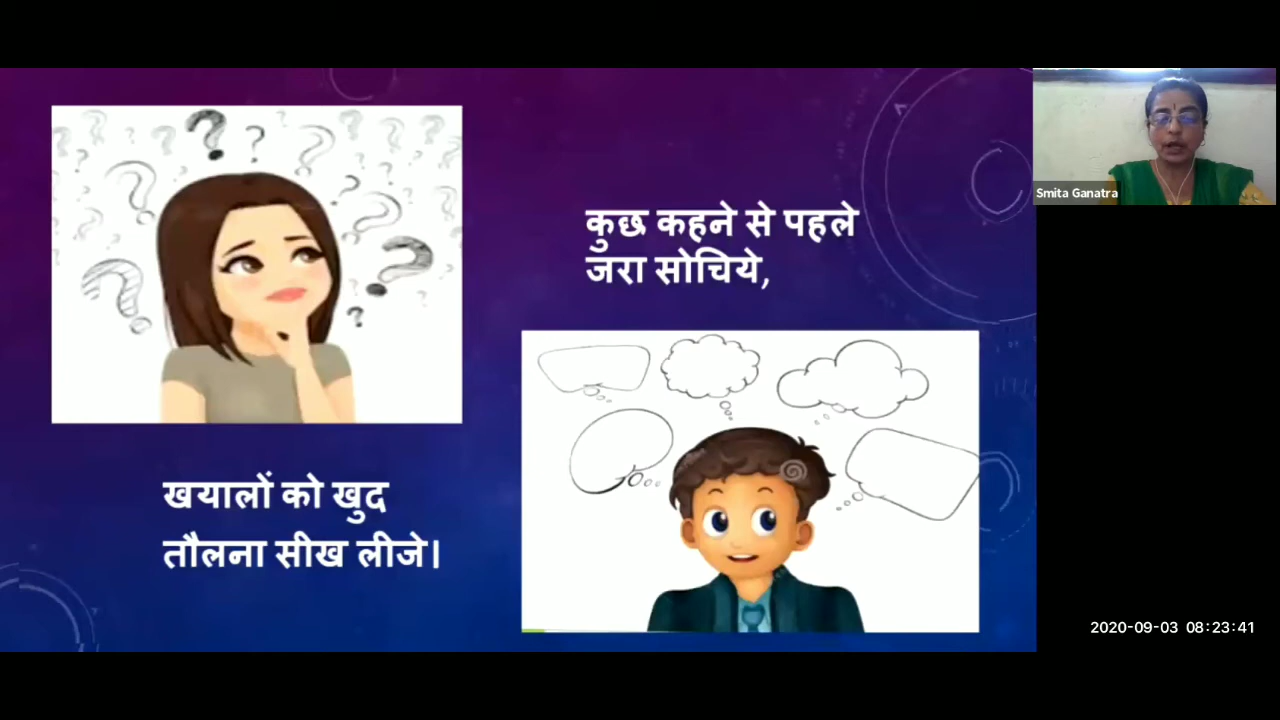 कुछ कहने से पहले
जरा सोचिये,
खयालों को खुद
तौलना सीख लीजे।
Smita Ganatra
2020-09-03 08:23:41